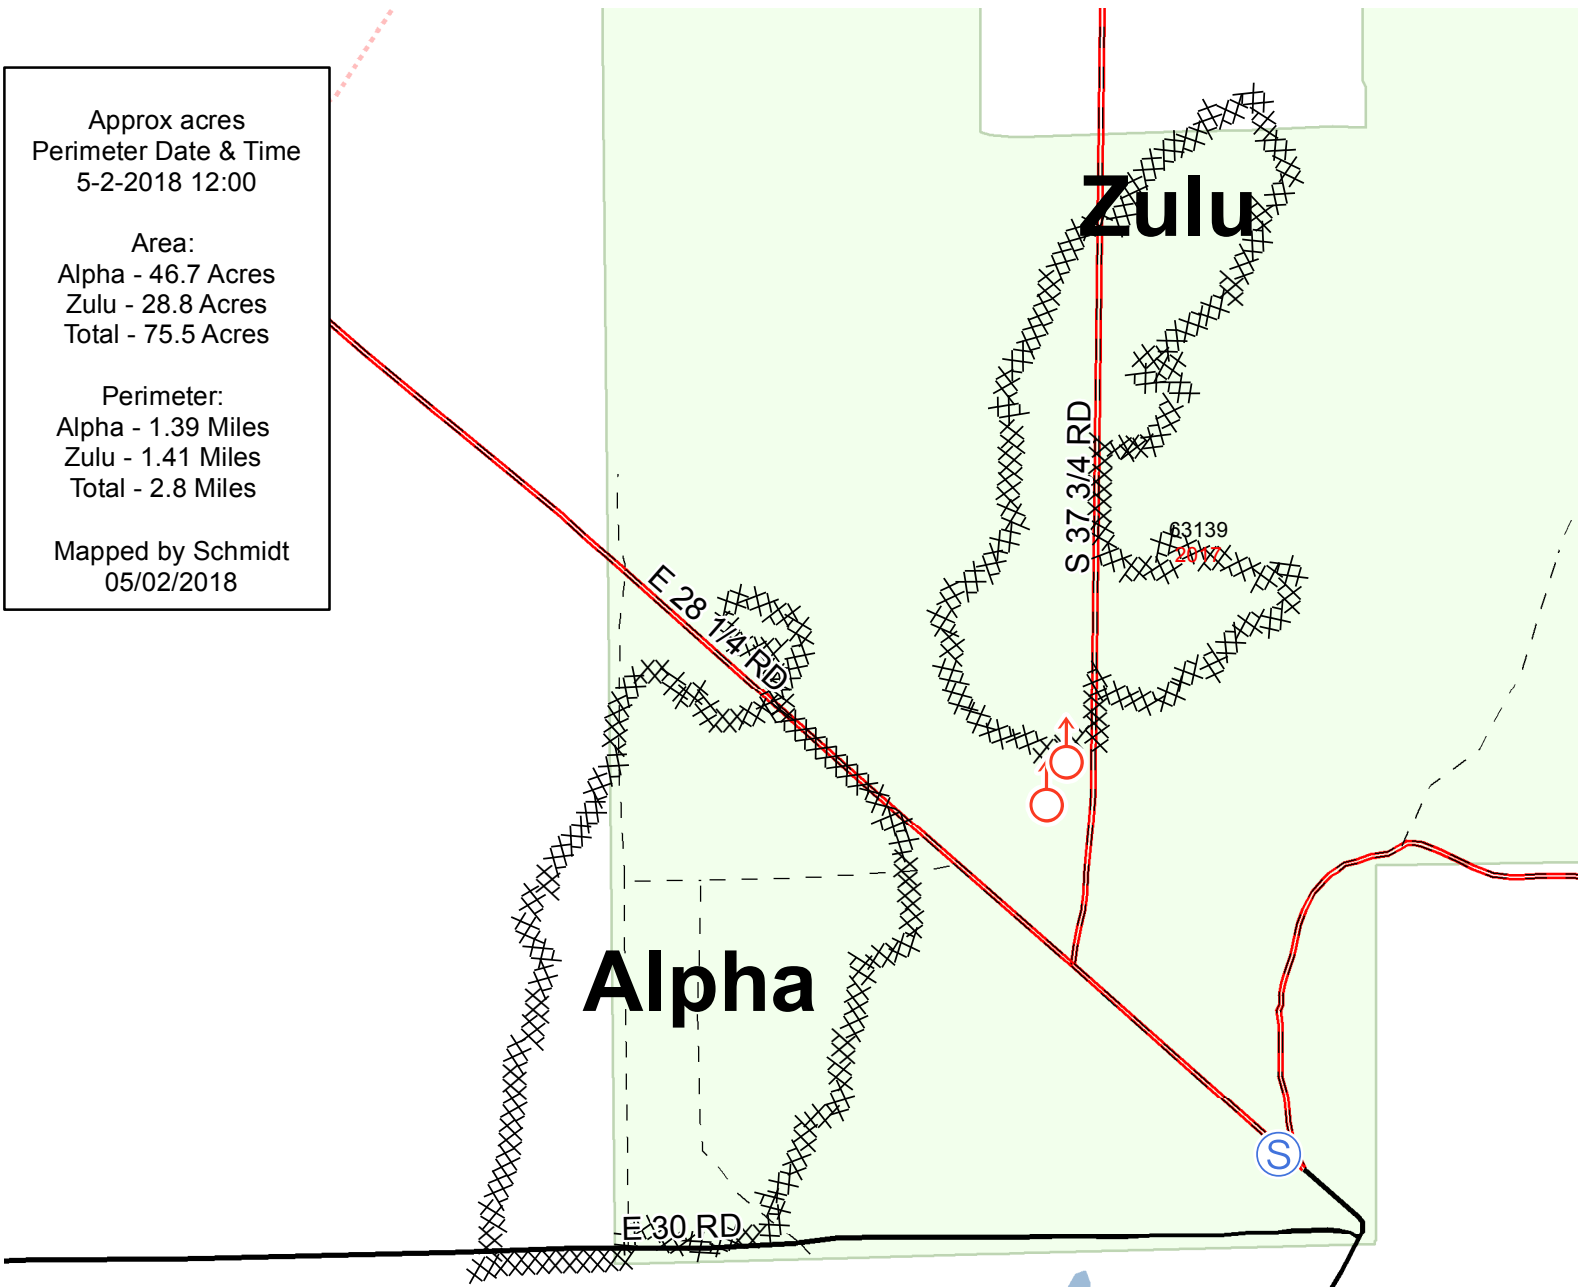 Approx acres
Perimeter Date & Time
5-2-2018 12:00
Area:
Alpha - 46.7 Acres
Zulu - 28.8 Acres
Total - 75.5 Acres
Perimeter:
Alpha - 1.39 Miles
Zulu - 1.41 Miles
Total - 2.8 Miles
Mapped by Schmidt
05/02/2018
Zulu
S 37 3/4 RD
63139
2017
E 28 1/4 RD
Alpha
S
E 30 RD